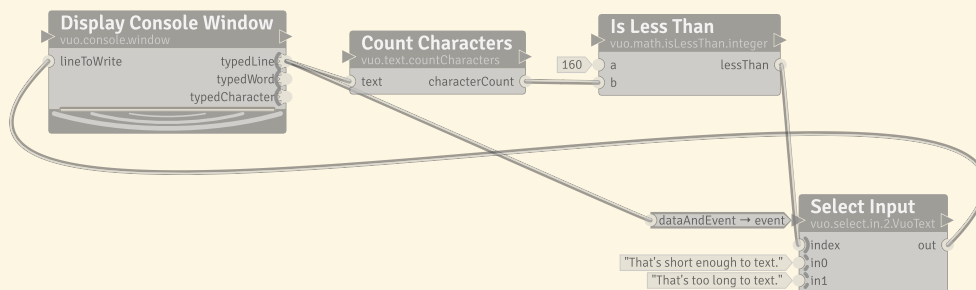 Display Console Window
vuo.console.window
lineToWrite
typedLine
typedWord
typedCharacter
Count Characters
vuo.text.countCharacters
text
characterCount
Is Less Than
vuo.math.isLessThan.integer
160
a
lessThan
b
dataAndEvent → event
Select Input
vuo.select.in.2.VuoText
index
out
"That's short enough to text."
in0
"That's too long to text."
in1